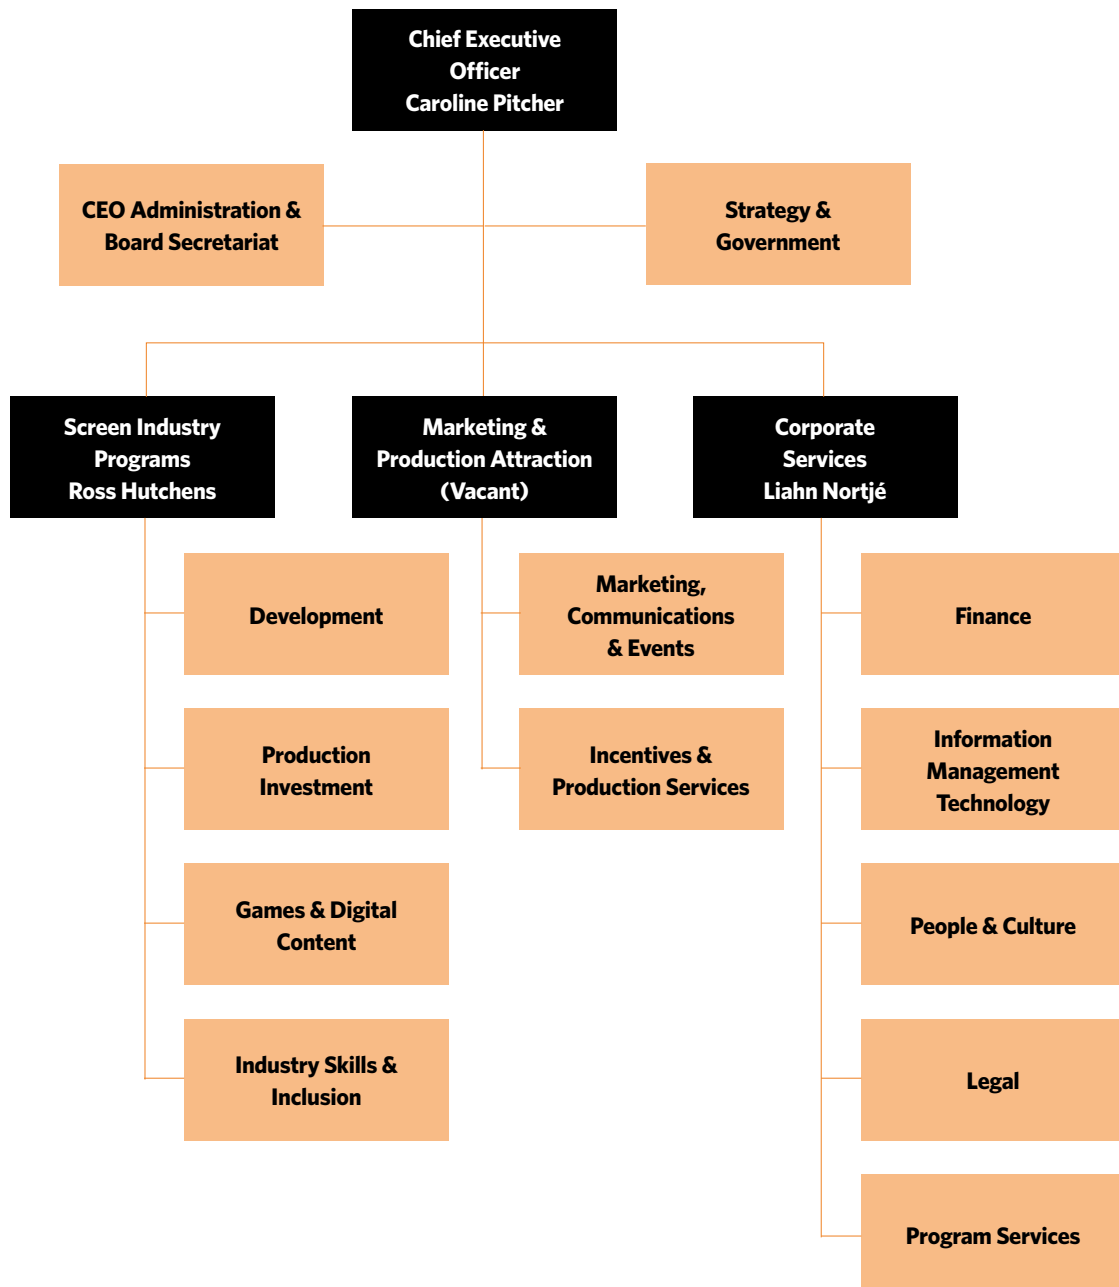 Chief Executive
Officer
Caroline Pitcher
CEO Administration &
Board Secretariat
Strategy &
Government
Screen Industry
Programs
Ross Hutchens
Marketing &
Production Attraction
(Vacant)
Corporate
Services
Liahn Nortjé
Development
Production
Investment
Games & Digital
Content
Industry Skills &
Inclusion
Marketing,
Communications
& Events
Incentives &
Production Services
Finance
Information
Management
Technology
People & Culture
Legal
Program Services